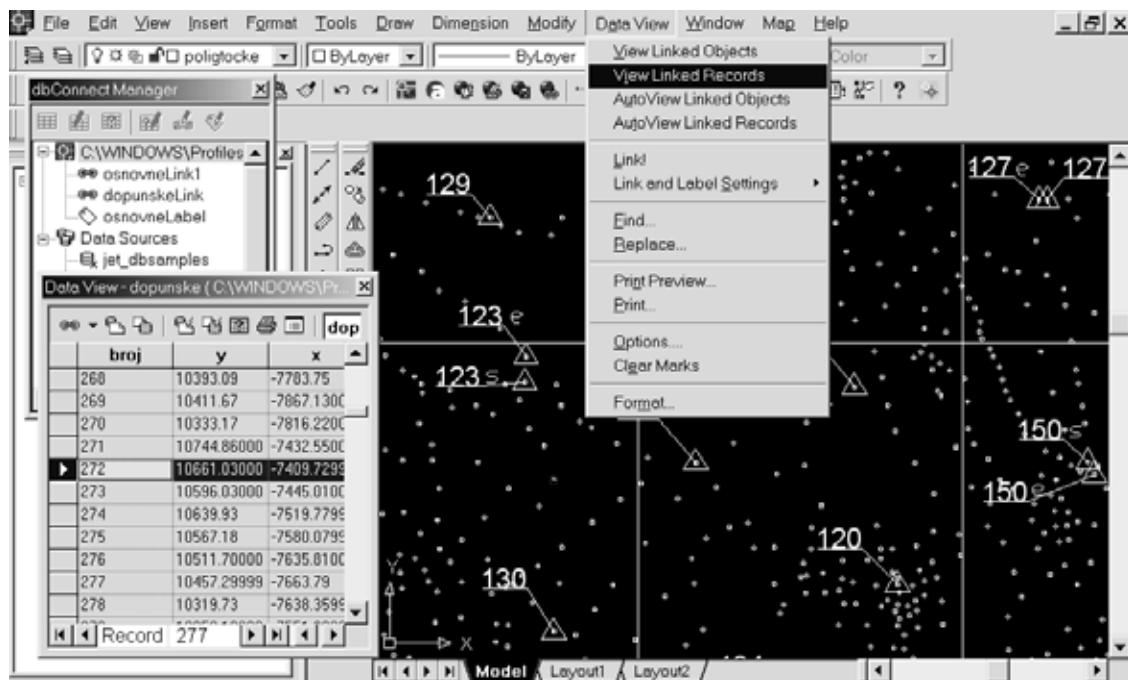 File Edit View Insert Format Tools Draw Dimension Modify Data View Window Map Help
poligtocke ByLayer ByLayer Color
View Linked Objects
View Linked Records
AutoView Linked Objects
AutoView Linked Records
Link!
Link and Label Settings
Find...
Replace...
Print Preview...
Print...
Options....
Clear Marks
Format...
dbConnect Manager
C:\WINDOWS\Profiles
osnovneLink1
dopunskeLink
osnovneLabel
Data Sources
jet_dbsamples
Data View - dopunske ( C:\WINDOWS\Pr...
dop
broj y x
268 10393.09 -7783.75
269 10411.67 -7867.1300
270 10333.17 -7816.2200
271 10744.86000 -7432.5500
272 10661.03000 -7409.7299
273 10596.03000 -7445.0100
274 10639.93 -7519.7799
275 10567.18 -7580.0799
276 10511.70000 -7635.8100
277 10457.29999 -7663.79
278 10319.73 -7638.3599
Record 277
129
127 e 127
123 e
123 s
150 s
150 e
120
130
Y
X
Model Layout1 Layout2